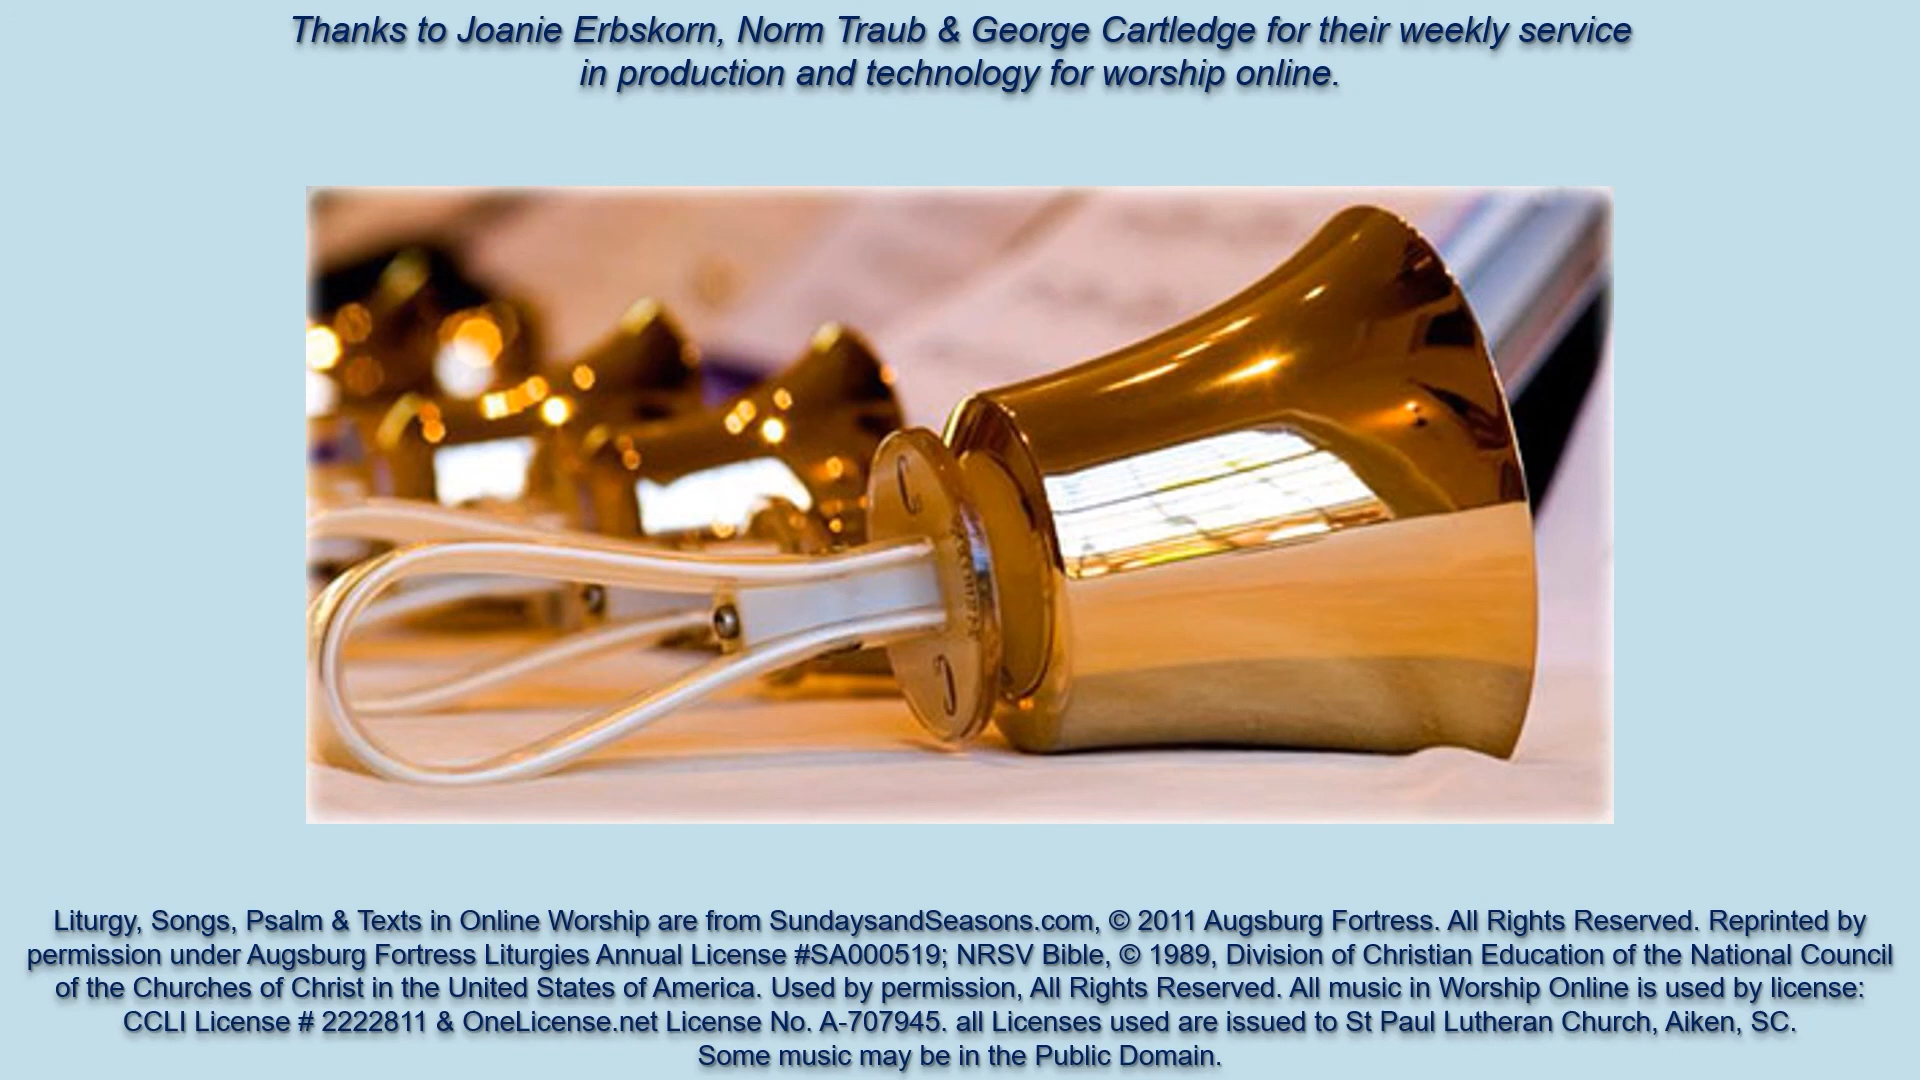 Thanks to Joanie Erbskorn, Norm Traub & George Cartledge for their weekly service
in production and technology for worship online.
C
C
Liturgy, Songs, Psalm & Texts in Online Worship are from SundaysandSeasons.com, © 2011 Augsburg Fortress. All Rights Reserved. Reprinted by
permission under Augsburg Fortress Liturgies Annual License #SA000519; NRSV Bible, © 1989, Division of Christian Education of the National Council
of the Churches of Christ in the United States of America. Used by permission, All Rights Reserved. All music in Worship Online is used by license:
CCLI License # 2222811 & OneLicense.net License No. A-707945. all Licenses used are issued to St Paul Lutheran Church, Aiken, SC.
Some music may be in the Public Domain.